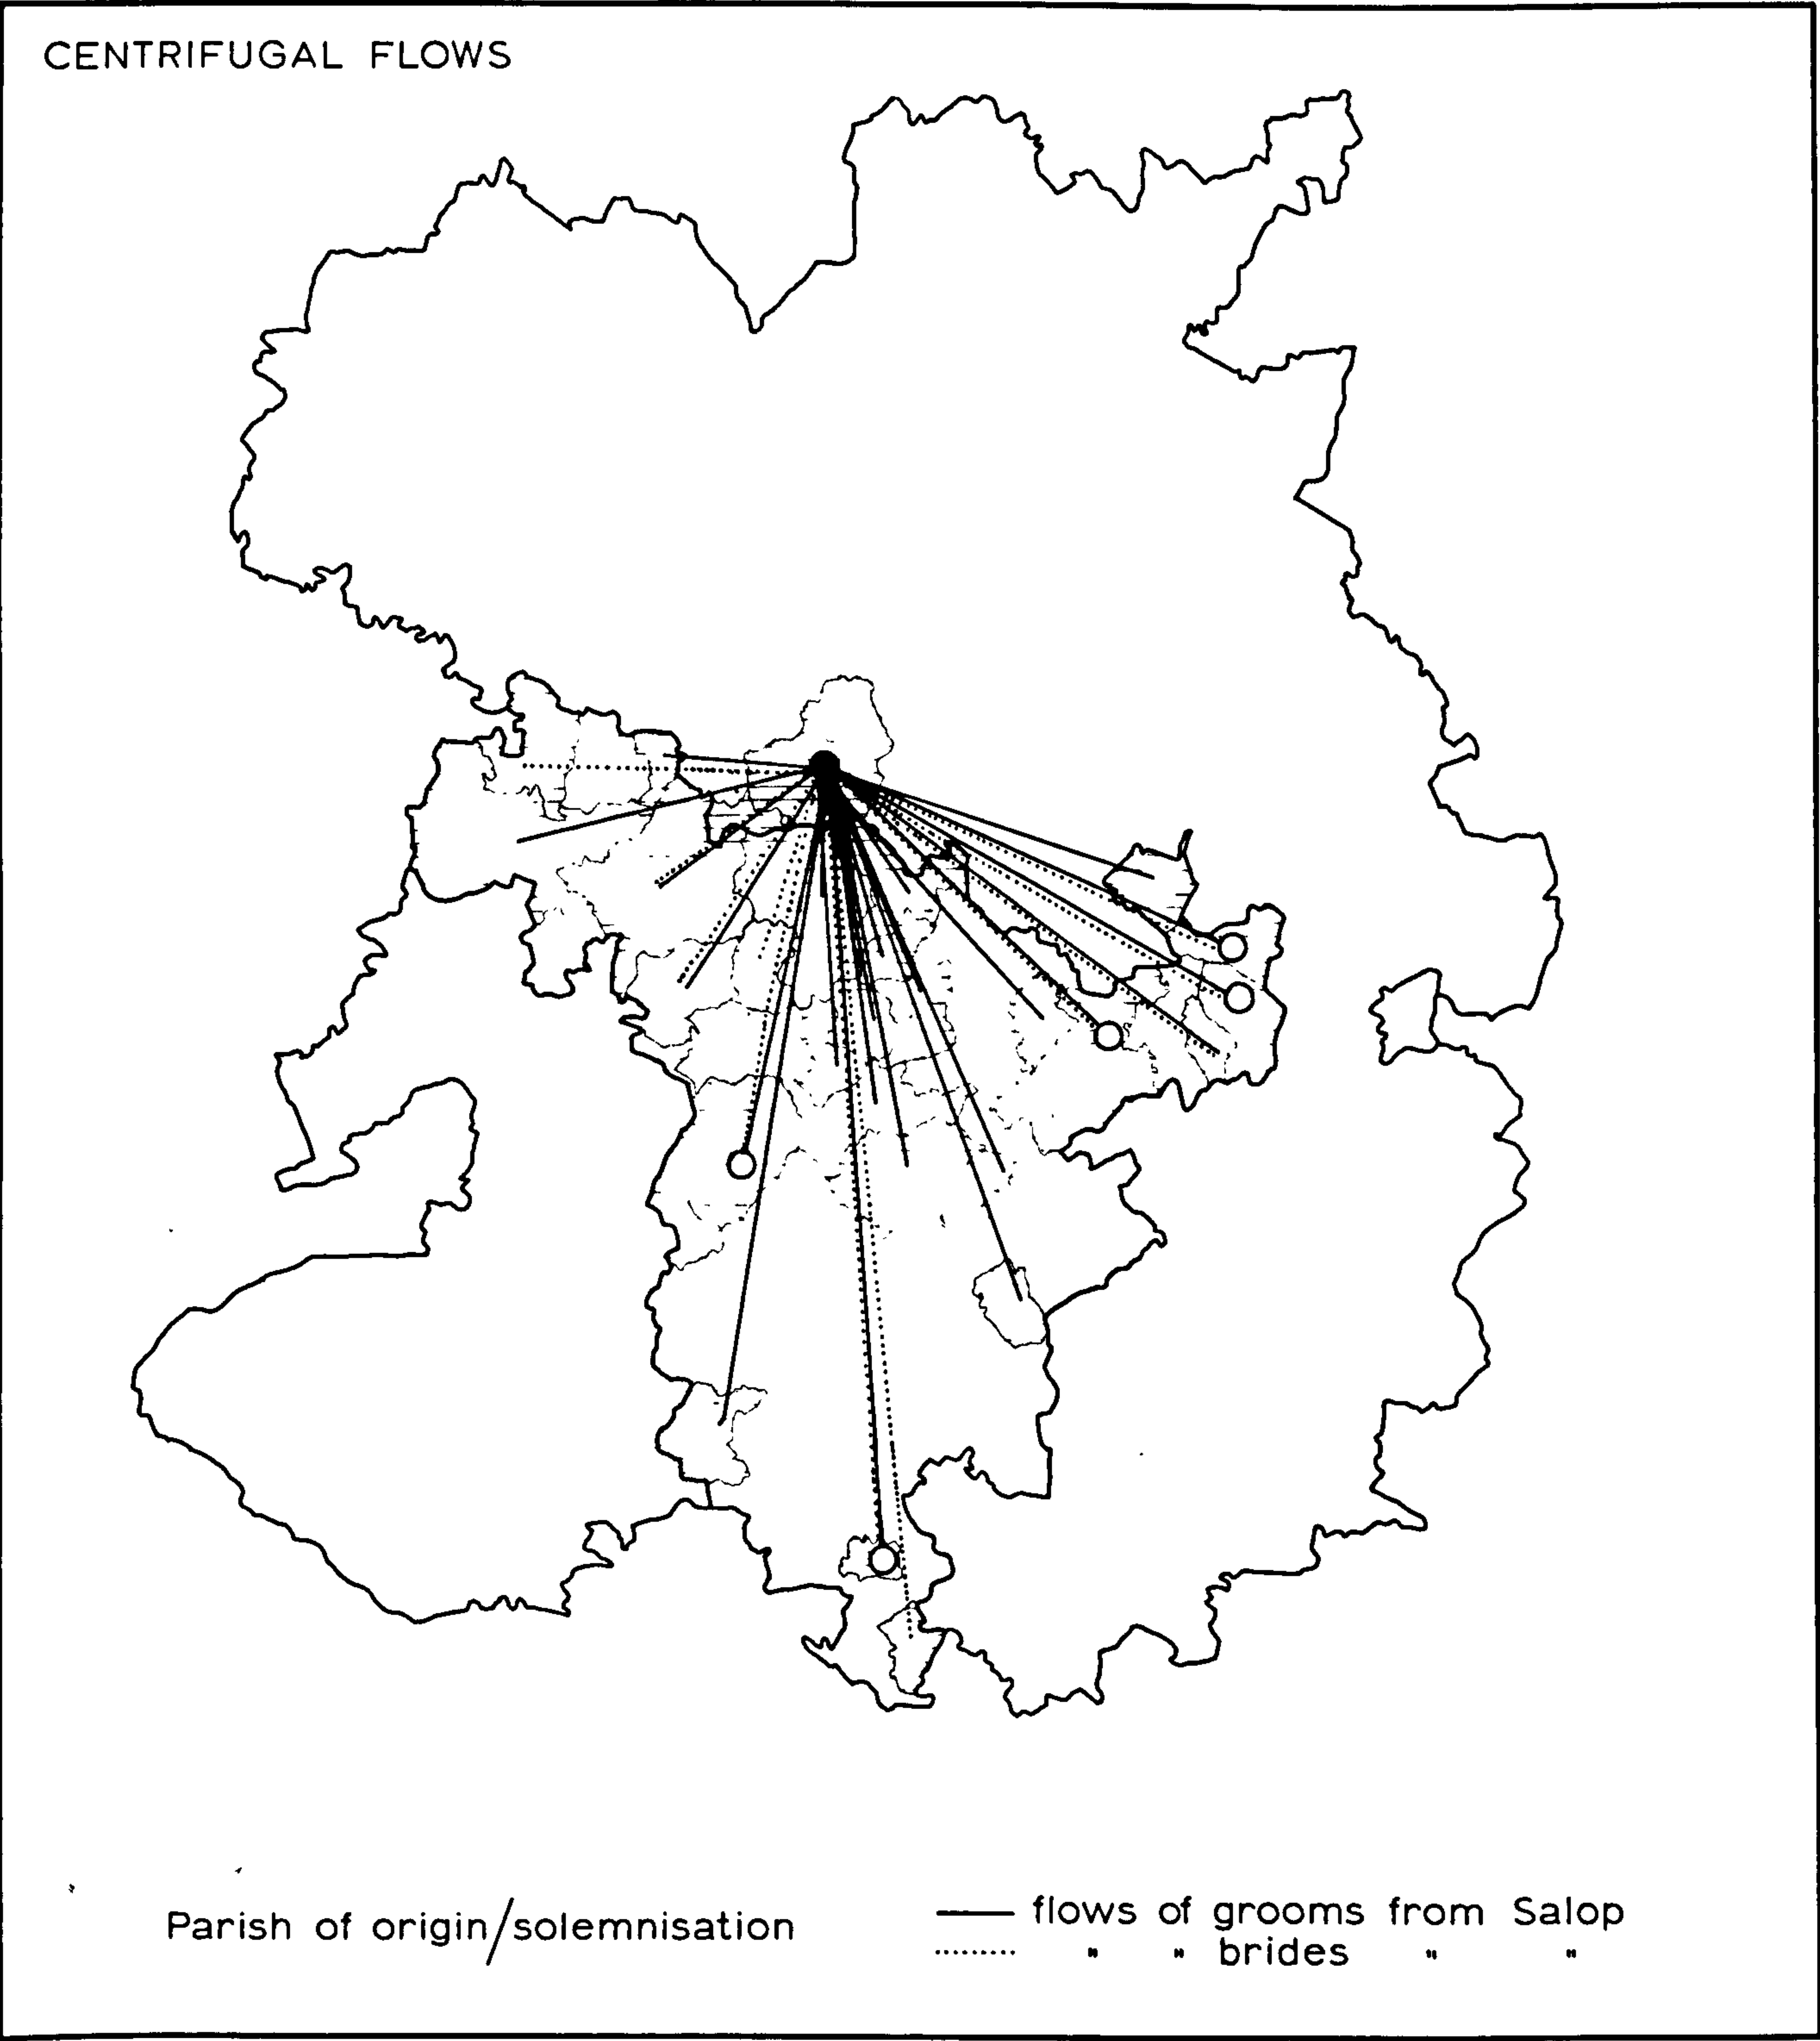 CENTRIFUGAL FLOWS
Parish of origin/solemnisation
flows of grooms from Salop
" " brides " "